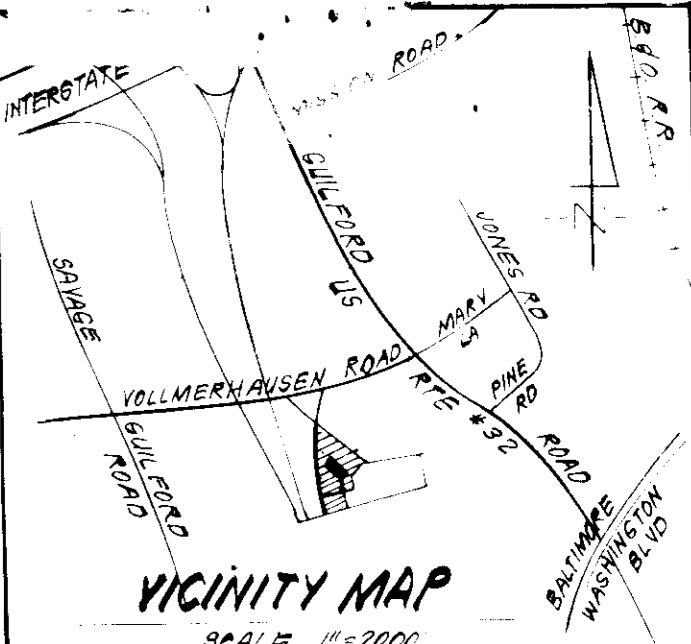 INTERSTATE
MISSION ROAD
B&O. R.R.
GUILFORD
US
JONES RD
SAVAGE
MARY
LA
N
VOLLMERHAUSEN ROAD
PINE
RD
RTE #32
ROAD
GUILFORD
ROAD
BALTIMORE
WASHINGTON
BLVD
VICINITY MAP
SCALE 1"=2000'